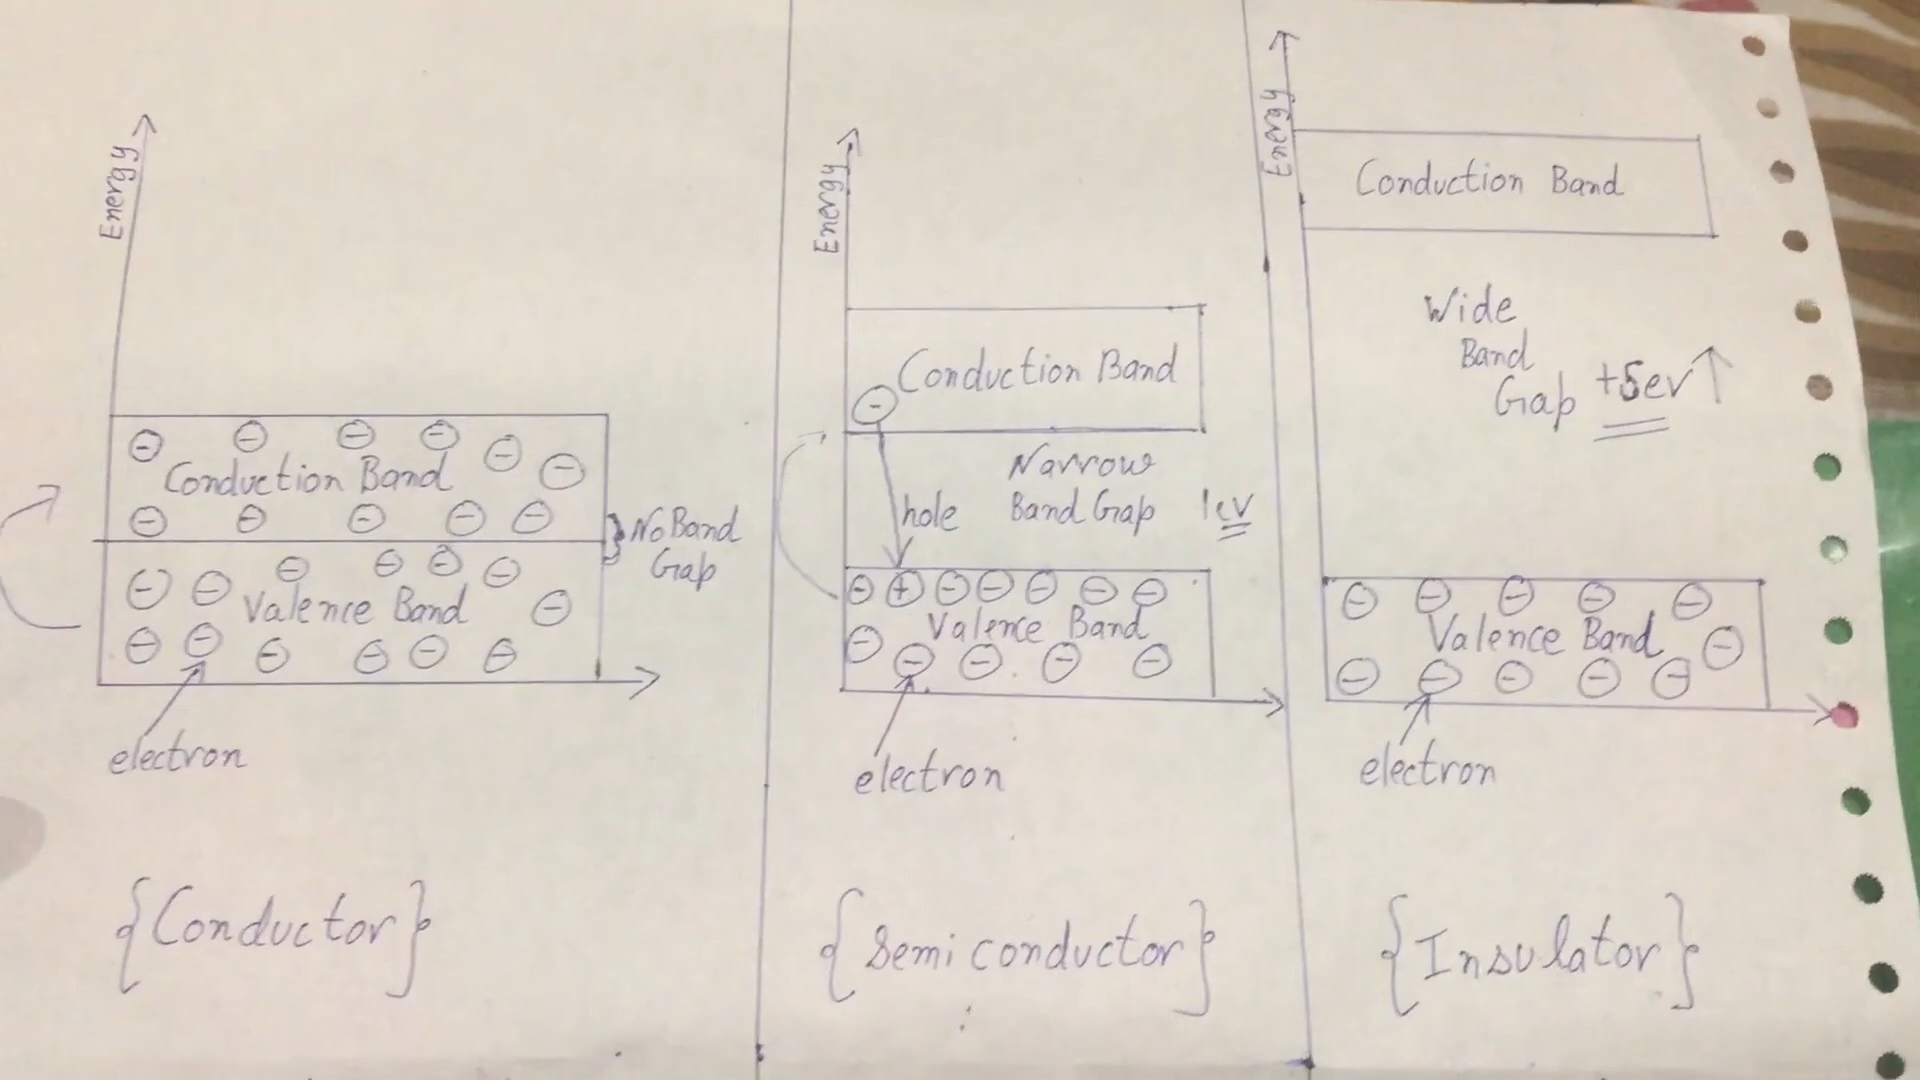 Energy
Conduction Band
No Band
Gap
Valence Band
electron
{Conductor}
Energy
Conduction Band
Narrow
Band Gap 1ev
hole
Valence Band
electron
{Semiconductor}
Energy
Conduction Band
Wide
Band
Gap +5ev↑
Valence Band
electron
{Insulator}